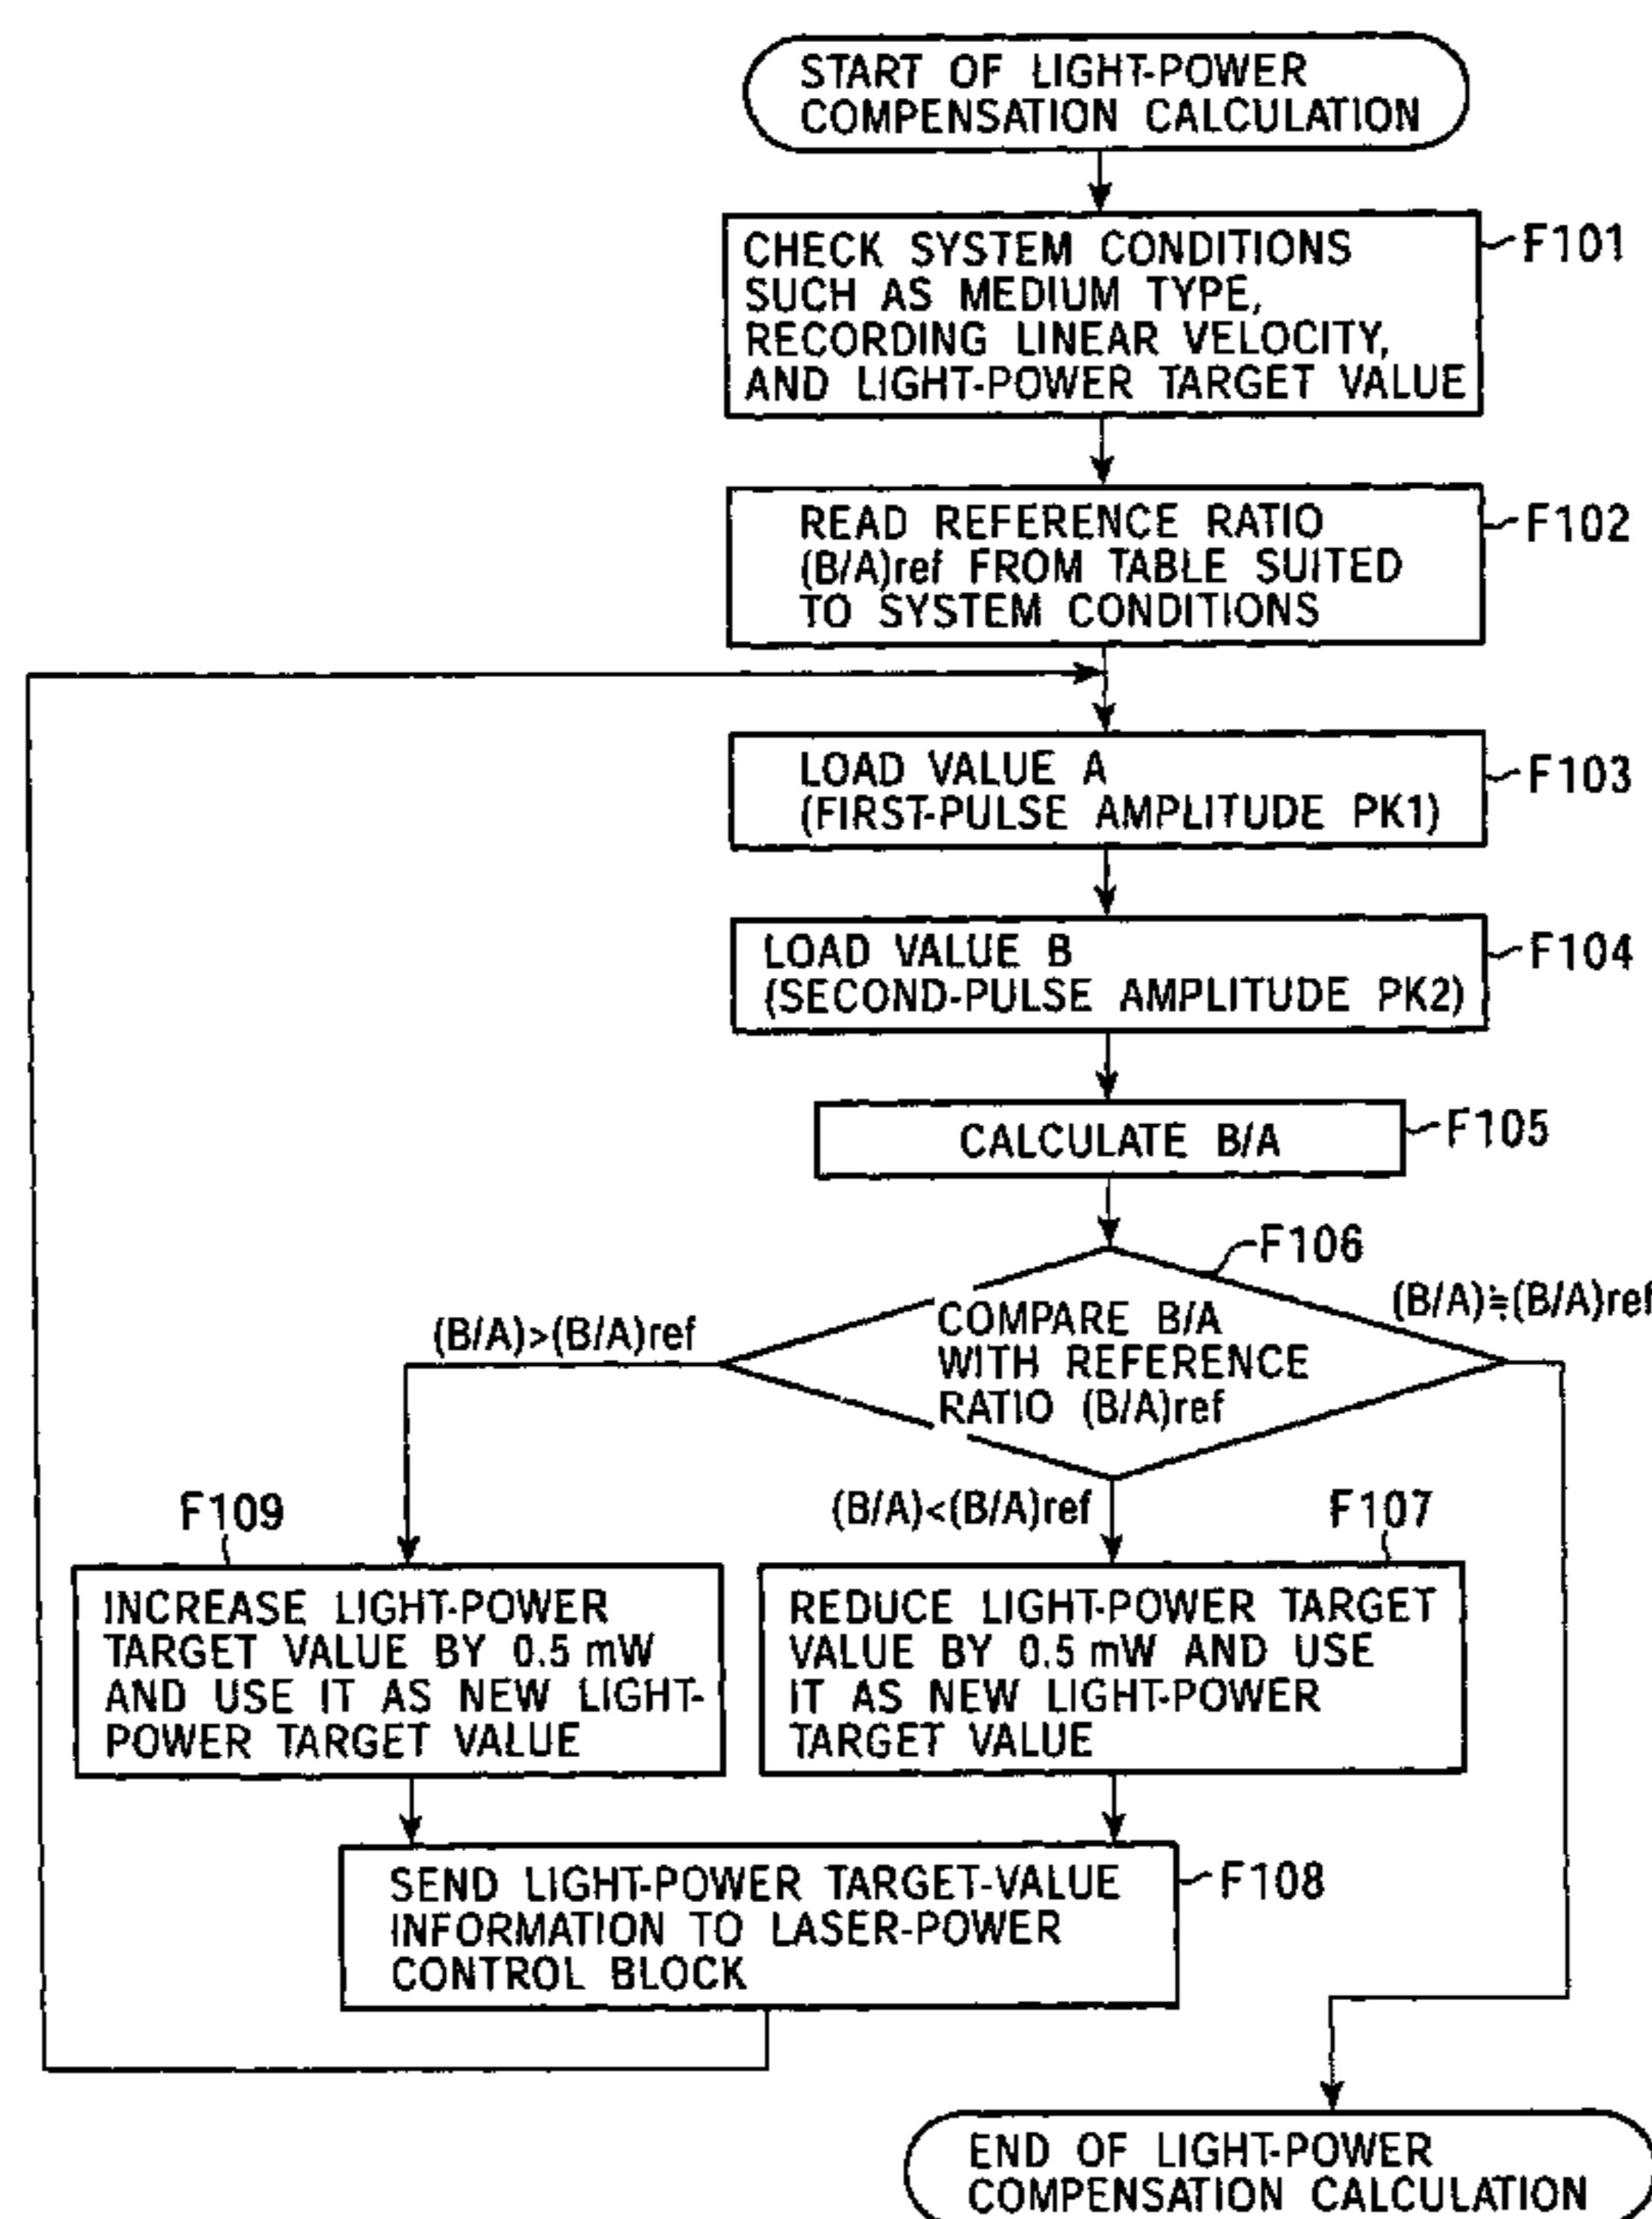 START OF LIGHT-POWER
COMPENSATION CALCULATION
CHECK SYSTEM CONDITIONS
SUCH AS MEDIUM TYPE,
RECORDING LINEAR VELOCITY,
AND LIGHT-POWER TARGET VALUE
F101
READ REFERENCE RATIO
(B/A)ref FROM TABLE SUITED
TO SYSTEM CONDITIONS
F102
LOAD VALUE A
(FIRST-PULSE AMPLITUDE PK1)
F103
LOAD VALUE B
(SECOND-PULSE AMPLITUDE PK2)
F104
CALCULATE B/A
F105
F106
COMPARE B/A
WITH REFERENCE
RATIO (B/A)ref
(B/A)>(B/A)ref
(B/A)≒(B/A)ref
(B/A)<(B/A)ref
F109
INCREASE LIGHT-POWER
TARGET VALUE BY 0.5 mW
AND USE IT AS NEW LIGHT-
POWER TARGET VALUE
F107
REDUCE LIGHT-POWER TARGET
VALUE BY 0.5 mW AND USE
IT AS NEW LIGHT-POWER
TARGET VALUE
SEND LIGHT-POWER TARGET-VALUE
INFORMATION TO LASER-POWER
CONTROL BLOCK
F108
END OF LIGHT-POWER
COMPENSATION CALCULATION